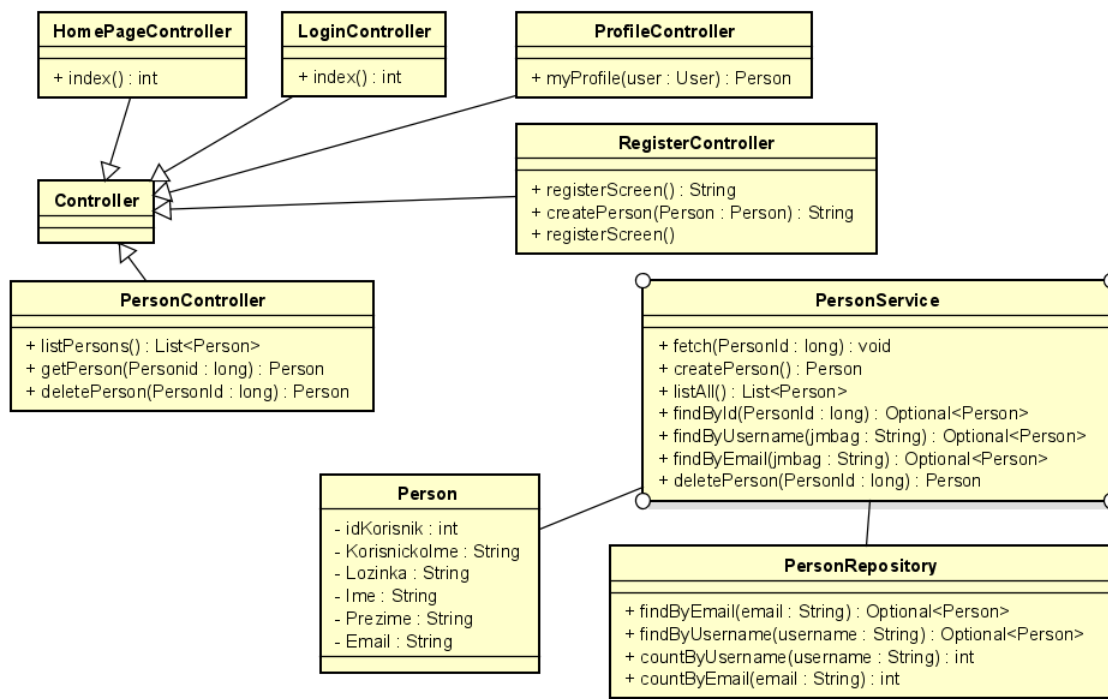 HomePageController
+ index() : int
LoginController
+ index() : int
ProfileController
+ myProfile(user : User) : Person
RegisterController
+ registerScreen() : String
+ createPerson(Person : Person) : String
+ registerScreen()
Controller
PersonController
+ listPersons() : List<Person>
+ getPerson(Personid : long) : Person
+ deletePerson(PersonId : long) : Person
PersonService
+ fetch(PersonId : long) : void
+ createPerson() : Person
+ listAll() : List<Person>
+ findById(PersonId : long) : Optional<Person>
+ findByUsername(jmbag : String) : Optional<Person>
+ findByEmail(jmbag : String) : Optional<Person>
+ deletePerson(PersonId : long) : Person
Person
- idKorisnik : int
- KorisnickoIme : String
- Lozinka : String
- Ime : String
- Prezime : String
- Email : String
PersonRepository
+ findByEmail(email : String) : Optional<Person>
+ findByUsername(username : String) : Optional<Person>
+ countByUsername(username : String) : int
+ countByEmail(email : String) : int